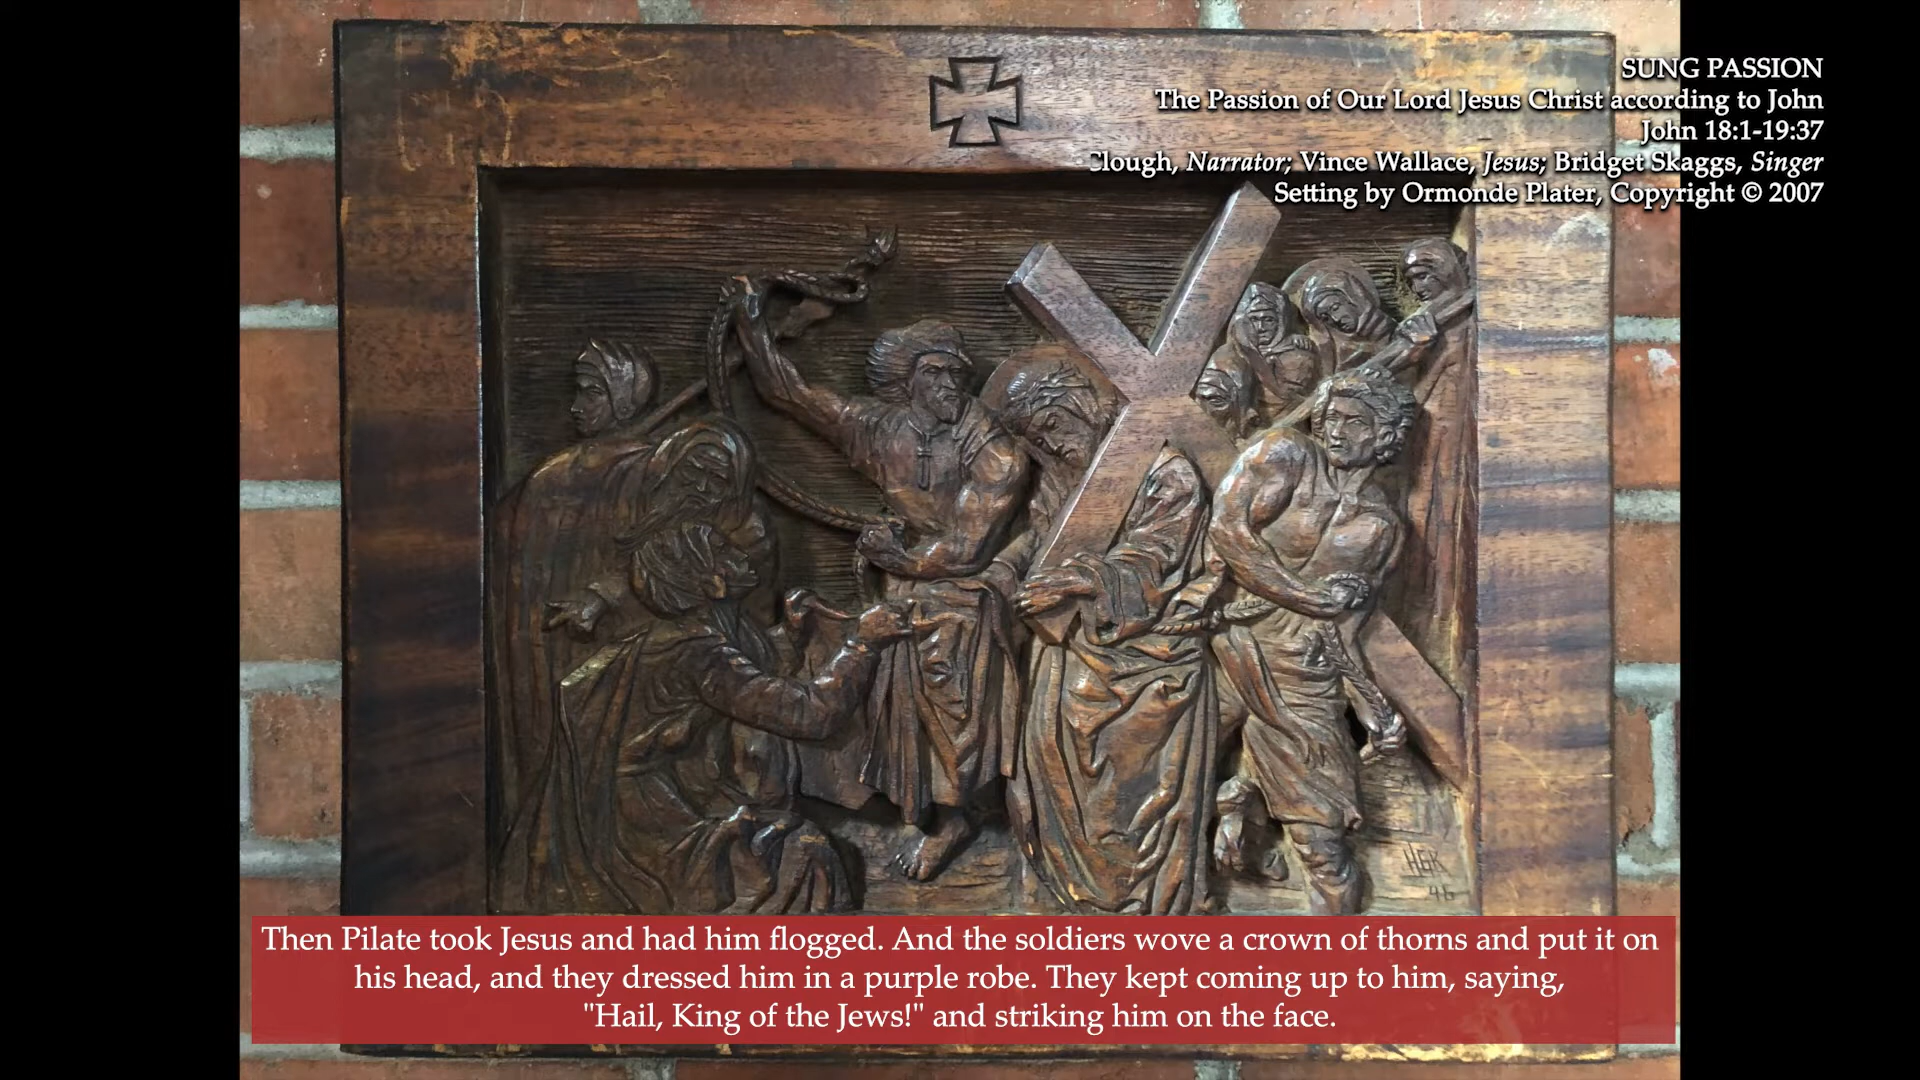 SUNG PASSION
The Passion of Our Lord Jesus Christ according to John
John 18:1-19:37
Clough, Narrator; Vince Wallace, Jesus; Bridget Skaggs, Singer
Setting by Ormonde Plater, Copyright © 2007
HGK
46
Then Pilate took Jesus and had him flogged. And the soldiers wove a crown of thorns and put it on
his head, and they dressed him in a purple robe. They kept coming up to him, saying,
"Hail, King of the Jews!" and striking him on the face.